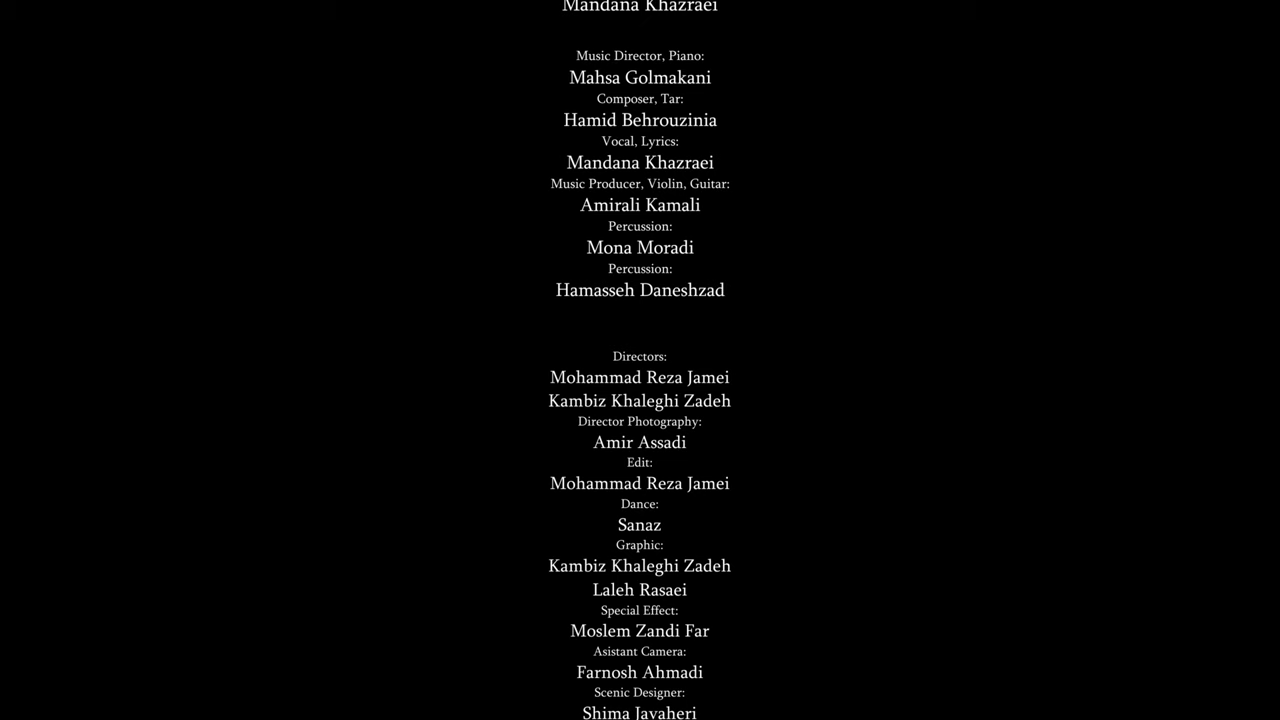 Mandana Khazraei
Music Director, Piano:
Mahsa Golmakani
Composer, Tar:
Hamid Behrouzinia
Vocal, Lyrics:
Mandana Khazraei
Music Producer, Violin, Guitar:
Amirali Kamali
Percussion:
Mona Moradi
Percussion:
Hamasseh Daneshzad
Directors:
Mohammad Reza Jamei
Kambiz Khaleghi Zadeh
Director Photography:
Amir Assadi
Edit:
Mohammad Reza Jamei
Dance:
Sanaz
Graphic:
Kambiz Khaleghi Zadeh
Laleh Rasaei
Special Effect:
Moslem Zandi Far
Asistant Camera:
Farnosh Ahmadi
Scenic Designer:
Shima Javaheri